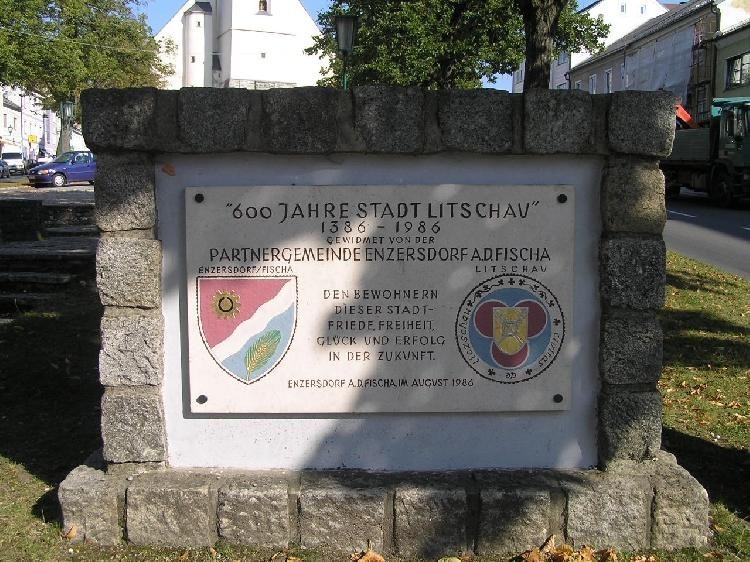 "600 JAHRE STADT LITSCHAU"
1386 - 1986
GEWIDMET VON DER
PARTNERGEMEINDE ENZERSDORF A.D. FISCHA
ENZERSDORF/FISCHA
LITSCHAU
DEN BEWOHNERN
DIESER STADT-
FRIEDE, FREIHEIT,
GLÜCK UND ERFOLG
IN DER ZUKUNFT.
ENZERSDORF A.D. FISCHA, IM AUGUST 1986